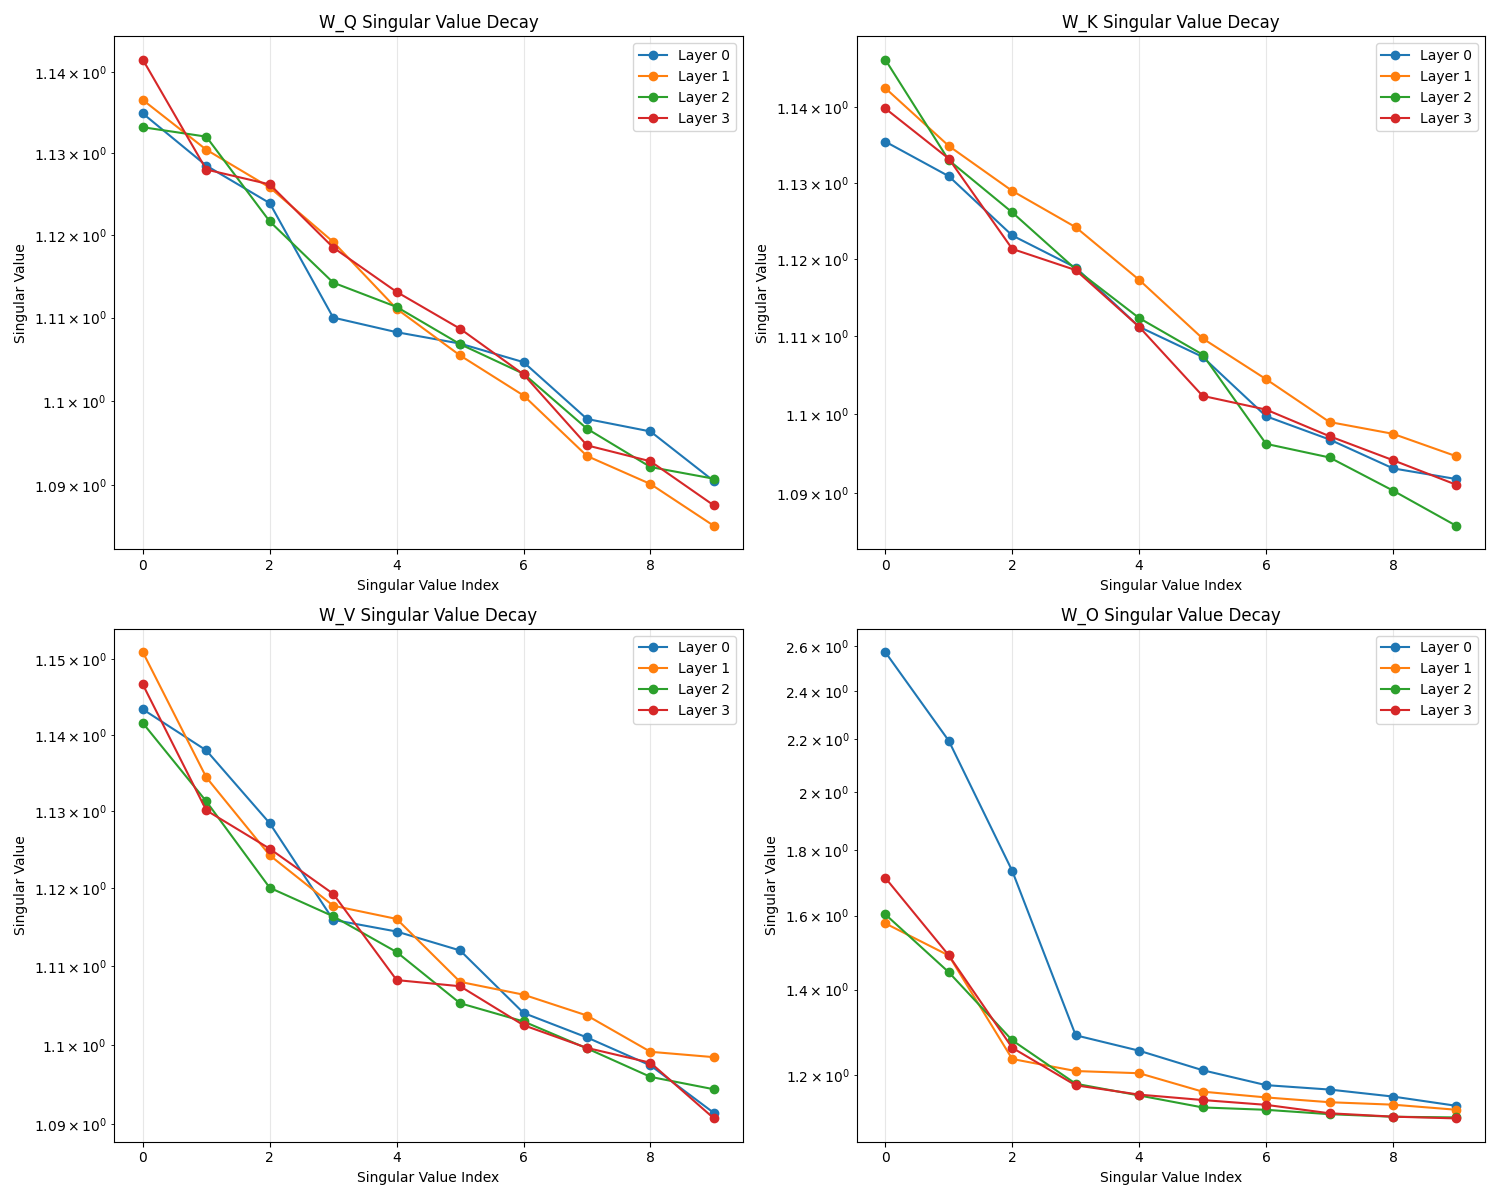 W_Q Singular Value Decay
1.14 × 10⁰
1.13 × 10⁰
1.12 × 10⁰
1.11 × 10⁰
1.1 × 10⁰
1.09 × 10⁰
Singular Value
Layer 0
Layer 1
Layer 2
Layer 3
0 2 4 6 8
Singular Value Index
W_K Singular Value Decay
1.14 × 10⁰
1.13 × 10⁰
1.12 × 10⁰
1.11 × 10⁰
1.1 × 10⁰
1.09 × 10⁰
Singular Value
Layer 0
Layer 1
Layer 2
Layer 3
0 2 4 6 8
Singular Value Index
W_V Singular Value Decay
1.15 × 10⁰
1.14 × 10⁰
1.13 × 10⁰
1.12 × 10⁰
1.11 × 10⁰
1.1 × 10⁰
1.09 × 10⁰
Singular Value
Layer 0
Layer 1
Layer 2
Layer 3
0 2 4 6 8
Singular Value Index
W_O Singular Value Decay
2.6 × 10⁰
2.4 × 10⁰
2.2 × 10⁰
2 × 10⁰
1.8 × 10⁰
1.6 × 10⁰
1.4 × 10⁰
1.2 × 10⁰
Singular Value
Layer 0
Layer 1
Layer 2
Layer 3
0 2 4 6 8
Singular Value Index